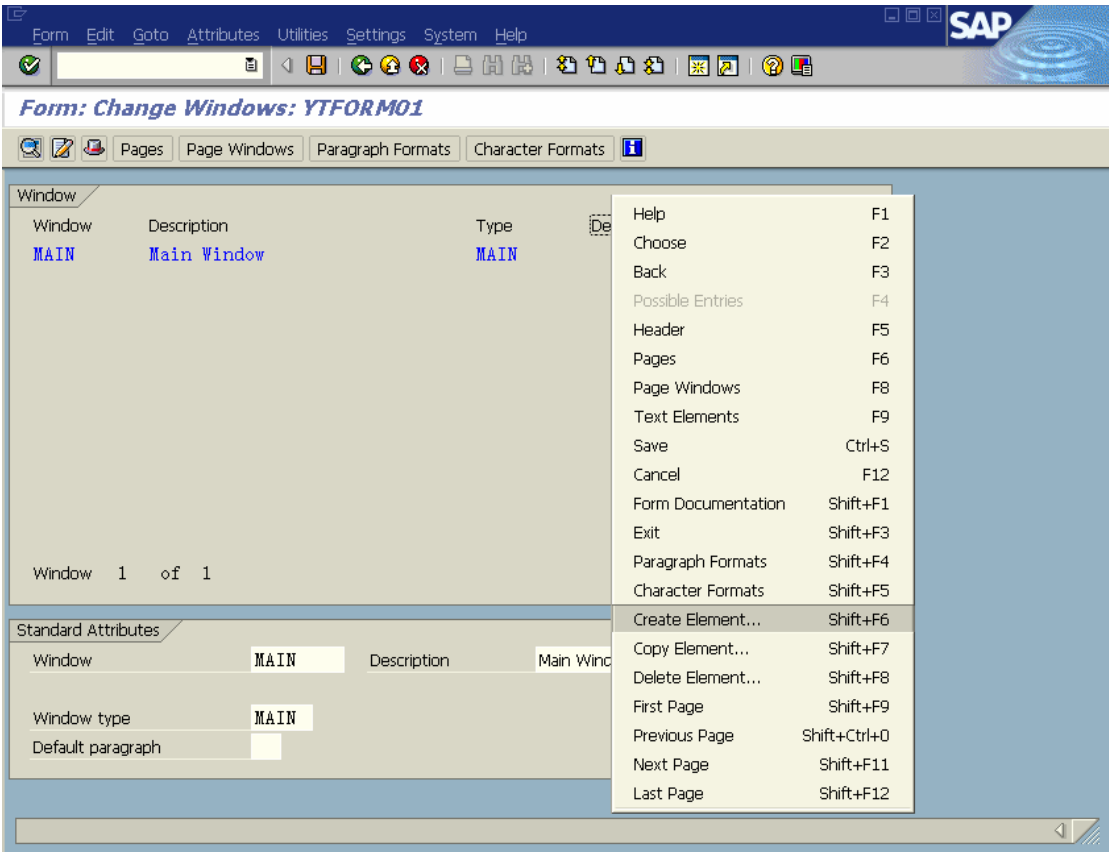 Form Edit Goto Attributes Utilities Settings System Help
SAP
Form: Change Windows: YTFORM01
Pages Page Windows Paragraph Formats Character Formats
Window
Window Description Type De
MAIN Main Window MAIN
Window 1 of 1
Standard Attributes
Window MAIN Description Main Winc
Window type MAIN
Default paragraph
Help F1
Choose F2
Back F3
Possible Entries F4
Header F5
Pages F6
Page Windows F8
Text Elements F9
Save Ctrl+S
Cancel F12
Form Documentation Shift+F1
Exit Shift+F3
Paragraph Formats Shift+F4
Character Formats Shift+F5
Create Element... Shift+F6
Copy Element... Shift+F7
Delete Element... Shift+F8
First Page Shift+F9
Previous Page Shift+Ctrl+0
Next Page Shift+F11
Last Page Shift+F12